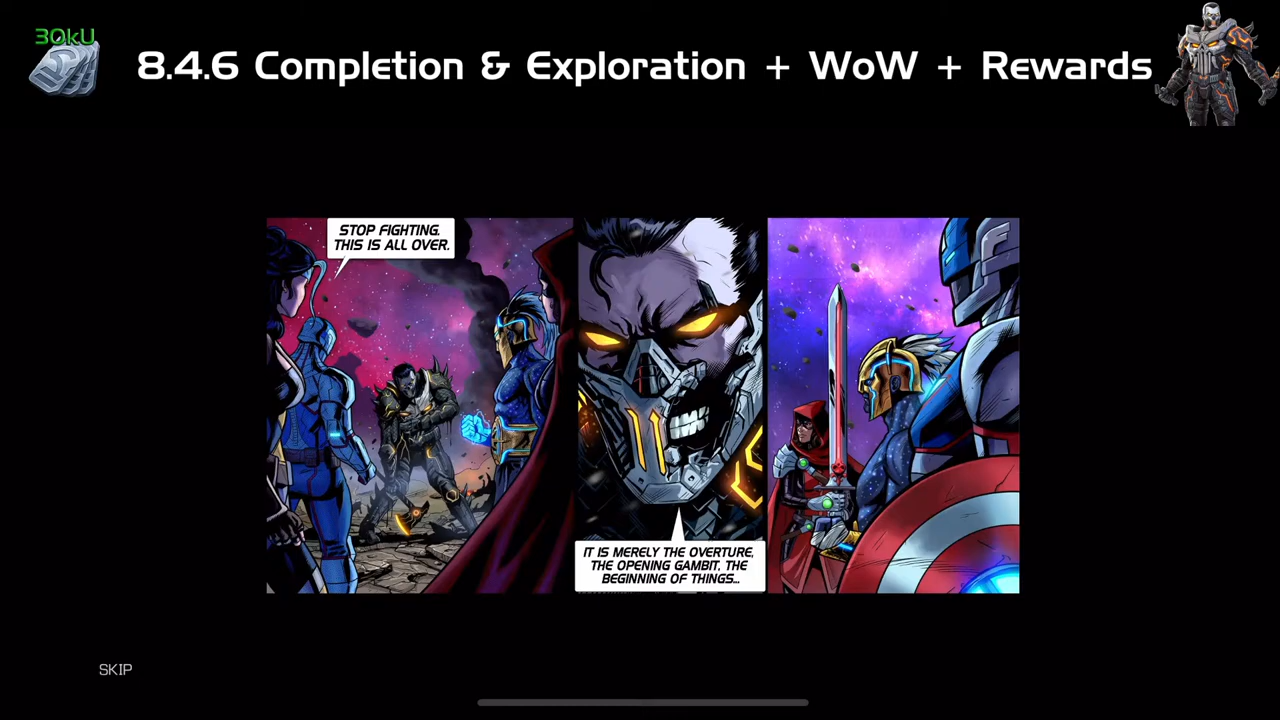 30kU
8.4.6 Completion & Exploration + WoW + Rewards
STOP FIGHTING.
THIS IS ALL OVER.
IT IS MERELY THE OVERTURE,
THE OPENING GAMBIT. THE
BEGINNING OF THINGS...
SKIP